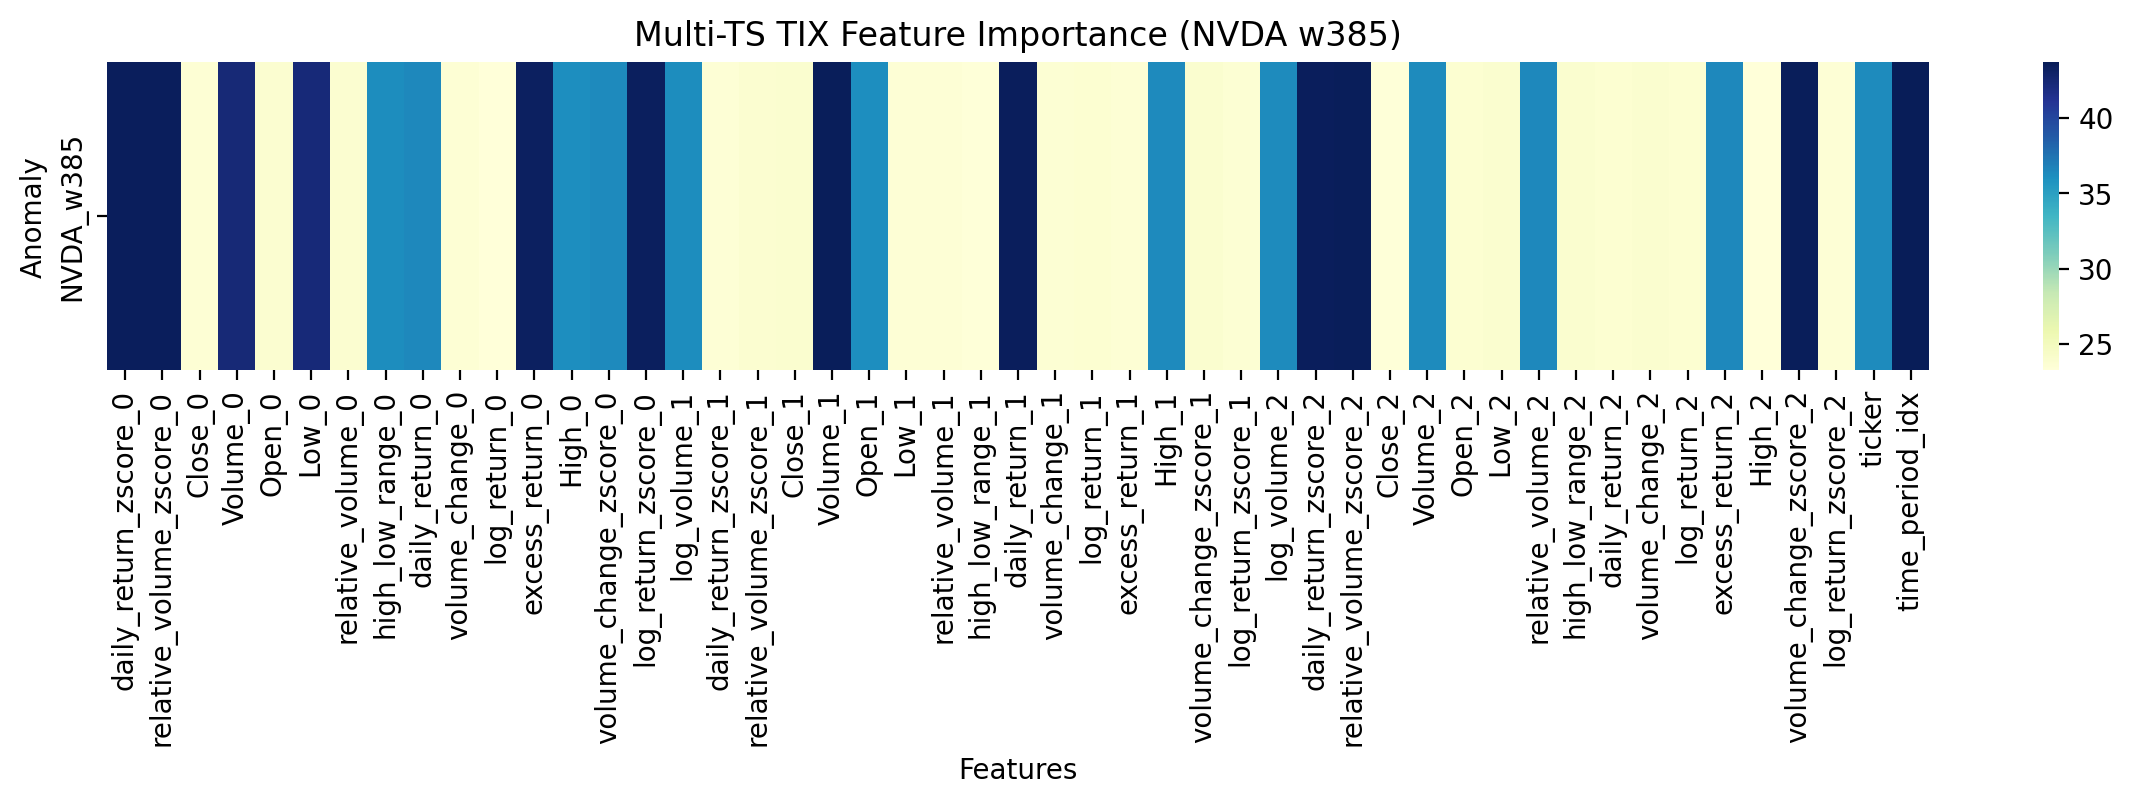 Multi-TS TIX Feature Importance (NVDA w385)
Anomaly
NVDA_w385
40
35
30
25
daily_return_zscore_0
relative_volume_zscore_0
Close_0
Volume_0
Open_0
Low_0
relative_volume_0
high_low_range_0
daily_return_0
volume_change_0
log_return_0
excess_return_0
High_0
volume_change_zscore_0
log_return_zscore_0
log_volume_1
daily_return_zscore_1
relative_volume_zscore_1
Close_1
Volume_1
Open_1
Low_1
relative_volume_1
high_low_range_1
daily_return_1
volume_change_1
log_return_1
excess_return_1
High_1
volume_change_zscore_1
log_return_zscore_1
log_volume_2
daily_return_zscore_2
relative_volume_zscore_2
Close_2
Volume_2
Open_2
Low_2
relative_volume_2
high_low_range_2
daily_return_2
volume_change_2
log_return_2
excess_return_2
High_2
volume_change_zscore_2
log_return_zscore_2
ticker
time_period_idx
Features